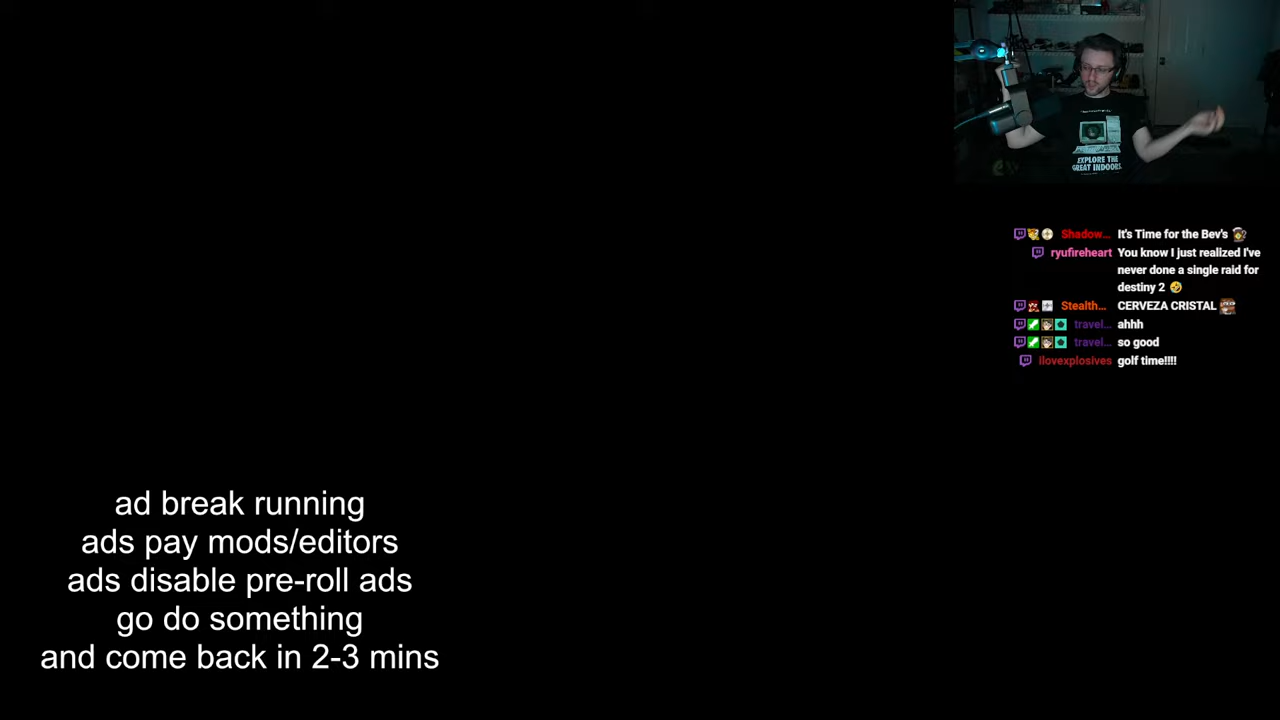 EXPLORE THE
GREAT INDOORS
Shadow... It's Time for the Bev's
ryufireheart You know I just realized I've
never done a single raid for
destiny 2
Stealth... CERVEZA CRISTAL
travel... ahhh
travel... so good
ilovexplosives golf time!!!!
ad break running
ads pay mods/editors
ads disable pre-roll ads
go do something
and come back in 2-3 mins